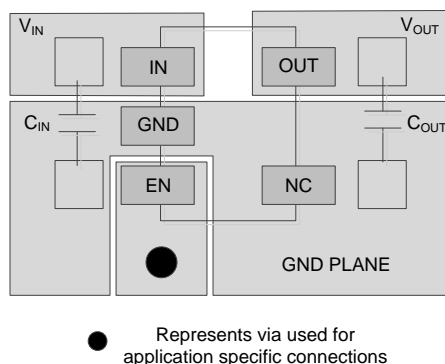 VIN
VOUT
IN
OUT
CIN
GND
COUT
EN
NC
GND PLANE
Represents via used for
application specific connections